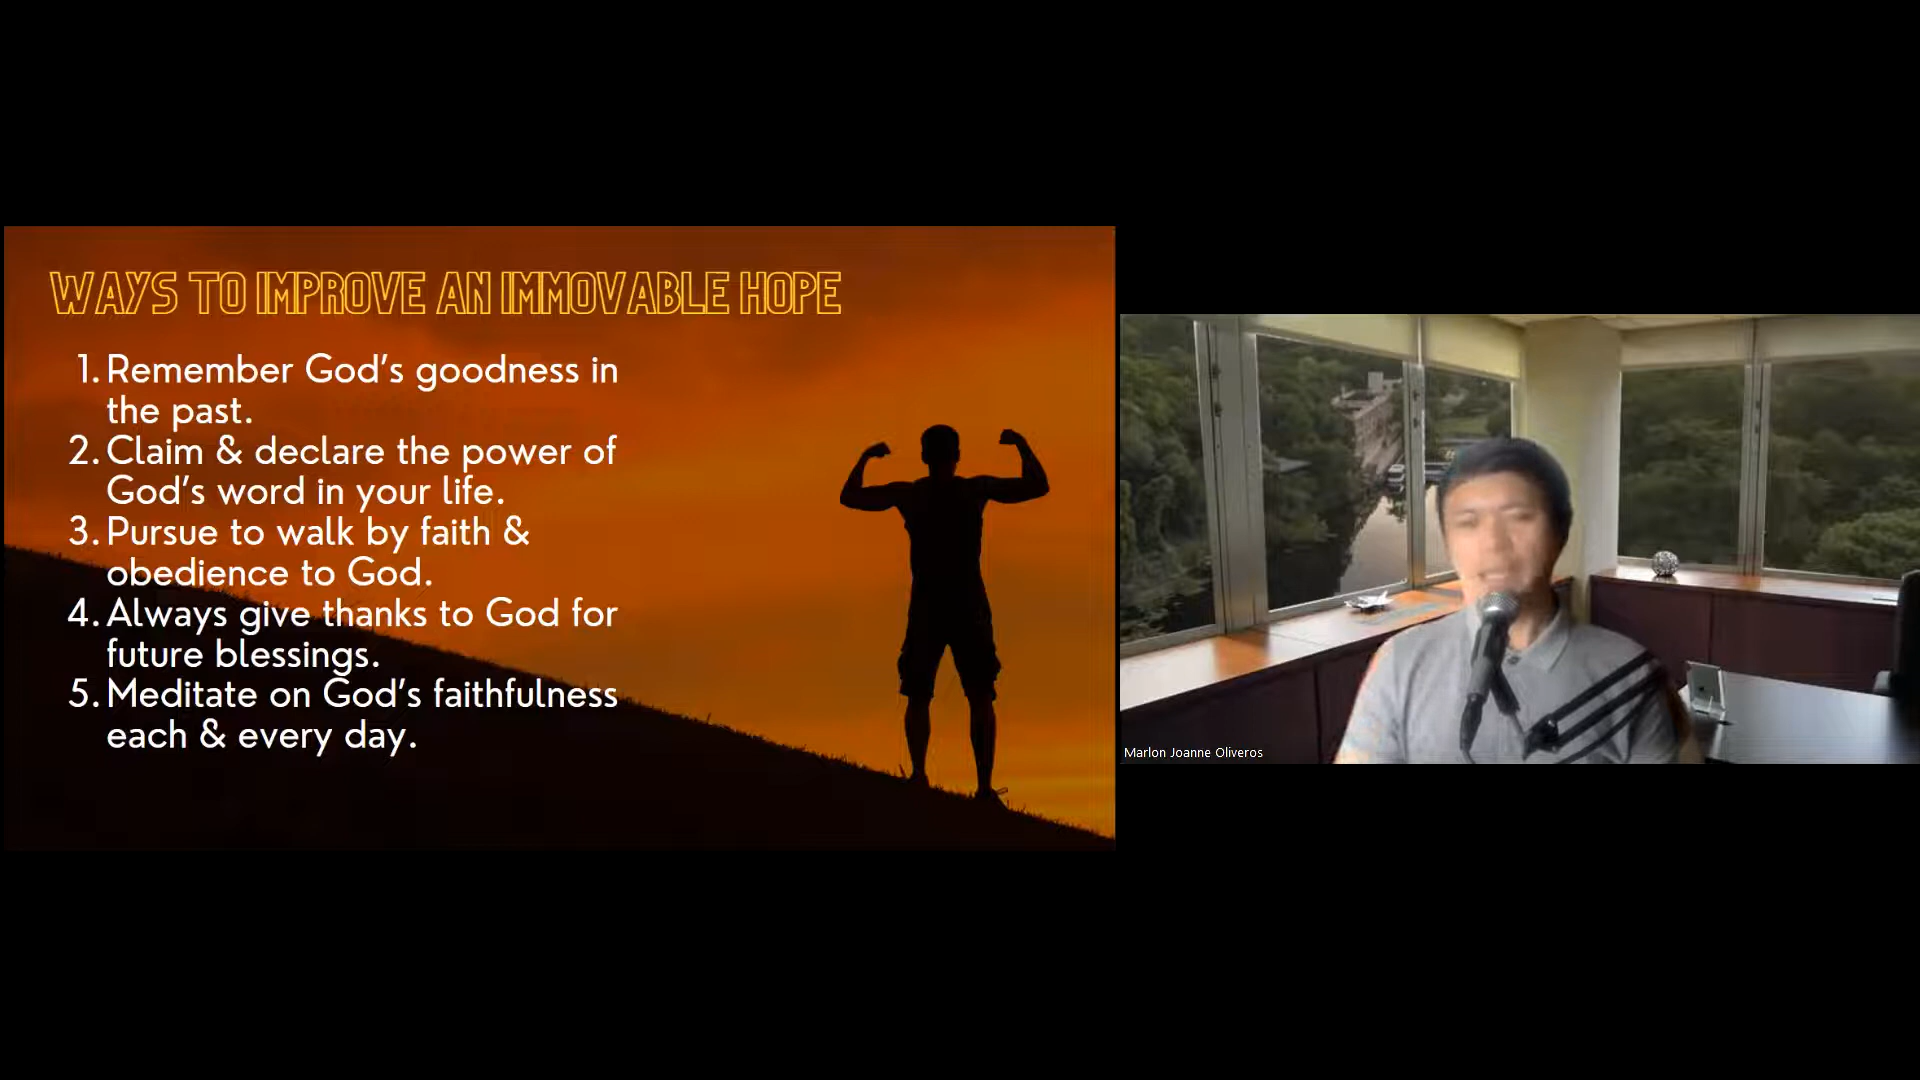 WAYS TO IMPROVE AN IMMOVABLE HOPE
1. Remember God's goodness in
the past.
2. Claim & declare the power of
God's word in your life.
3. Pursue to walk by faith &
obedience to God.
4. Always give thanks to God for
future blessings.
5. Meditate on God's faithfulness
each & every day.
Marlon Joanne Oliveros